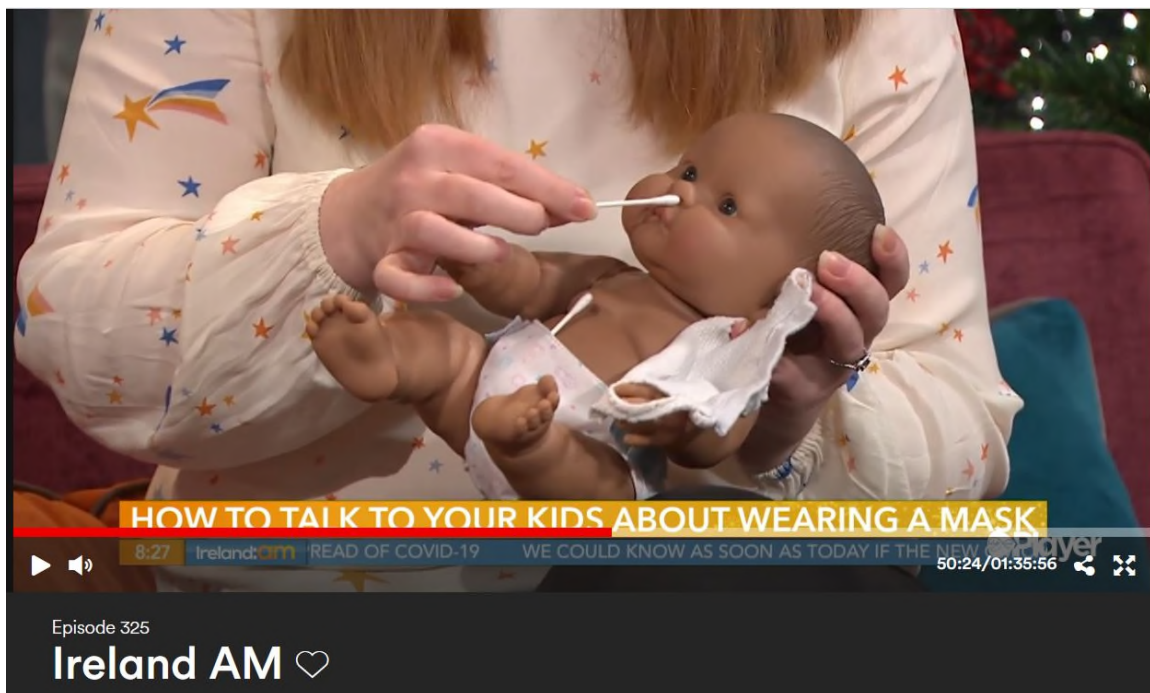 HOW TO TALK TO YOUR KIDS ABOUT WEARING A MASK
8:27 Ireland:am 'READ OF COVID-19 WE COULD KNOW AS SOON AS TODAY IF THE NEW
Player
50:24/01:35:56
Episode 325
Ireland AM